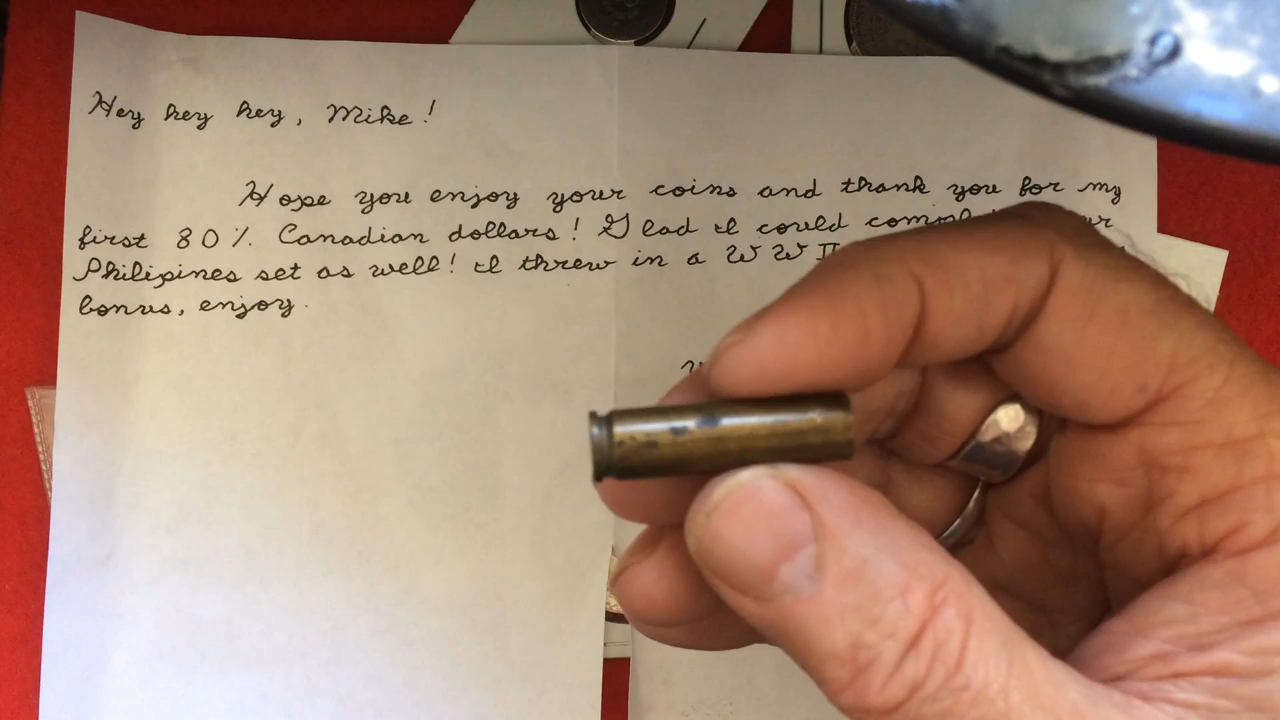 Hey hey hey, Mike!
Hope you enjoy your coins and thank you for my
first 80%. Canadian dollars! Glad I could
Philipines set as well! I threw in a WWII
bonus, enjoy.